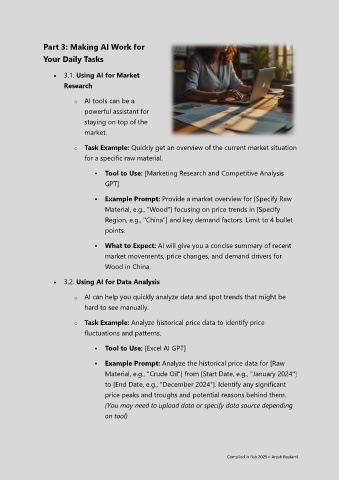 Part 3: Making AI Work for
Your Daily Tasks
• 3.1. Using AI for Market
Research
o AI tools can be a
powerful assistant for
staying on top of the
market.
o Task Example: Quickly get an overview of the current market situation
for a specific raw material.
▪ Tool to Use: [Marketing Research and Competitive Analysis
GPT]
▪ Example Prompt: Provide a market overview for [Specify Raw
Material, e.g., "Wood"] focusing on price trends in [Specify
Region, e.g., "China"] and key demand factors. Limit to 4 bullet
points.
▪ What to Expect: AI will give you a concise summary of recent
market movements, price changes, and demand drivers for
Wood in China.
• 3.2. Using AI for Data Analysis
o AI can help you quickly analyze data and spot trends that might be
hard to see manually.
o Task Example: Analyze historical price data to identify price
fluctuations and patterns.
▪ Tool to Use: [Excel AI GPT]
▪ Example Prompt: Analyze the historical price data for [Raw
Material, e.g., "Crude Oil"] from [Start Date, e.g., "January 2024"]
to [End Date, e.g., "December 2024"]. Identify any significant
price peaks and troughs and potential reasons behind them.
(You may need to upload data or specify data source depending
on tool)
Compiled in Feb 2025